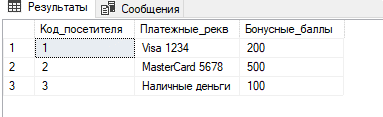 Результаты Сообщения
Код_посетителя Платежные_рекв Бонусные_баллы
1 1 Visa 1234 200
2 2 MasterCard 5678 500
3 3 Наличные деньги 100